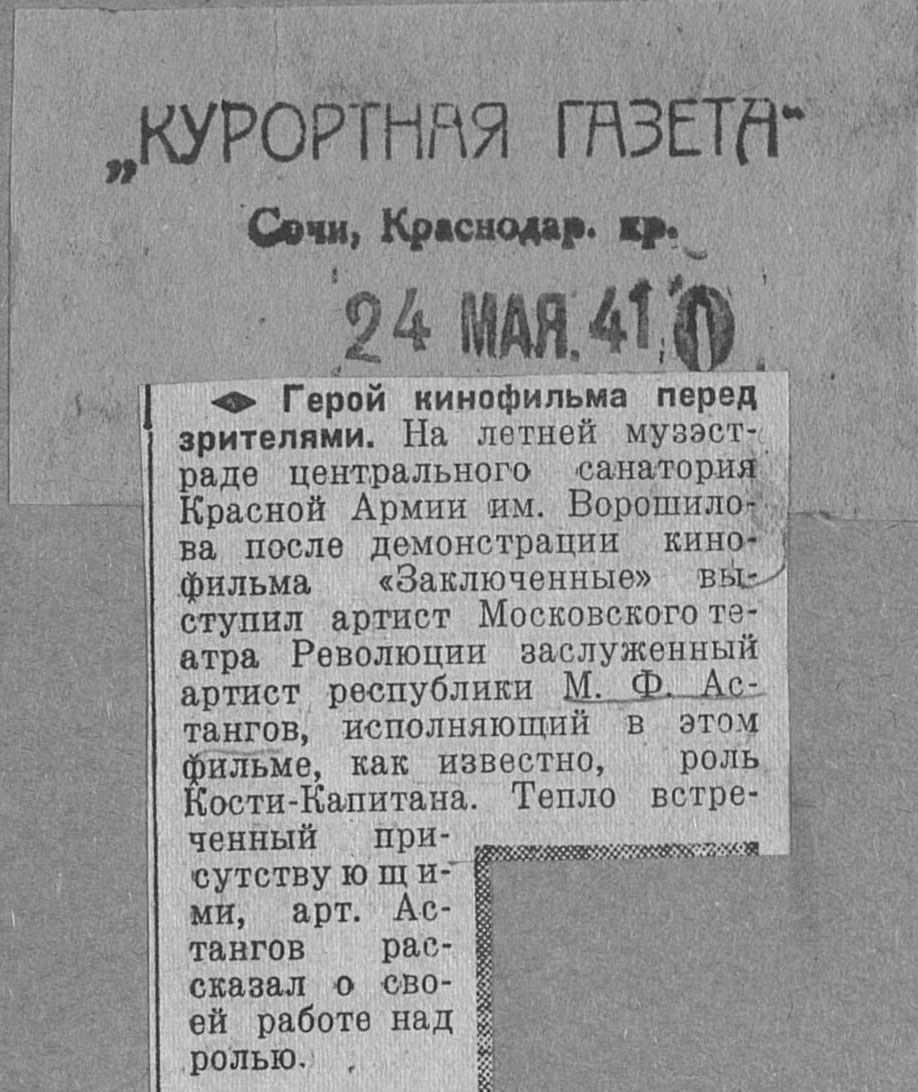 „КУРОРТНАЯ ГАЗЕТА“
Сочи, Краснодар. кр.
24 МАЯ. 41
Герой кинофильма перед
зрителями. На летней музэст-
раде центрального санатория
Красной Армии им. Ворошило-
ва после демонстрации кино-
фильма «Заключенные» вы-
ступил артист Московского те-
атра Революции заслуженный
артист республики М. Ф. Ас-
тангов, исполняющий в этом
фильме, как известно, роль
Кости-Капитана. Тепло встре-
ченный при-
сутствующи-
ми, арт. Ас-
тангов рас-
сказал о сво-
ей работе над
ролью.